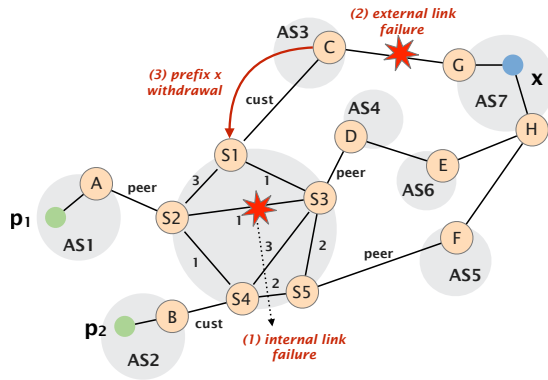 (2) external link
failure
AS3
C
G
(3) prefix x
withdrawal
AS7
x
cust
AS4
H
D
S1
E
A
3
1
peer
peer
S3
AS6
p1
S2
1
AS1
F
peer
1
3
2
AS5
S4
2
S5
p2
B
cust
AS2
(1) internal link
failure